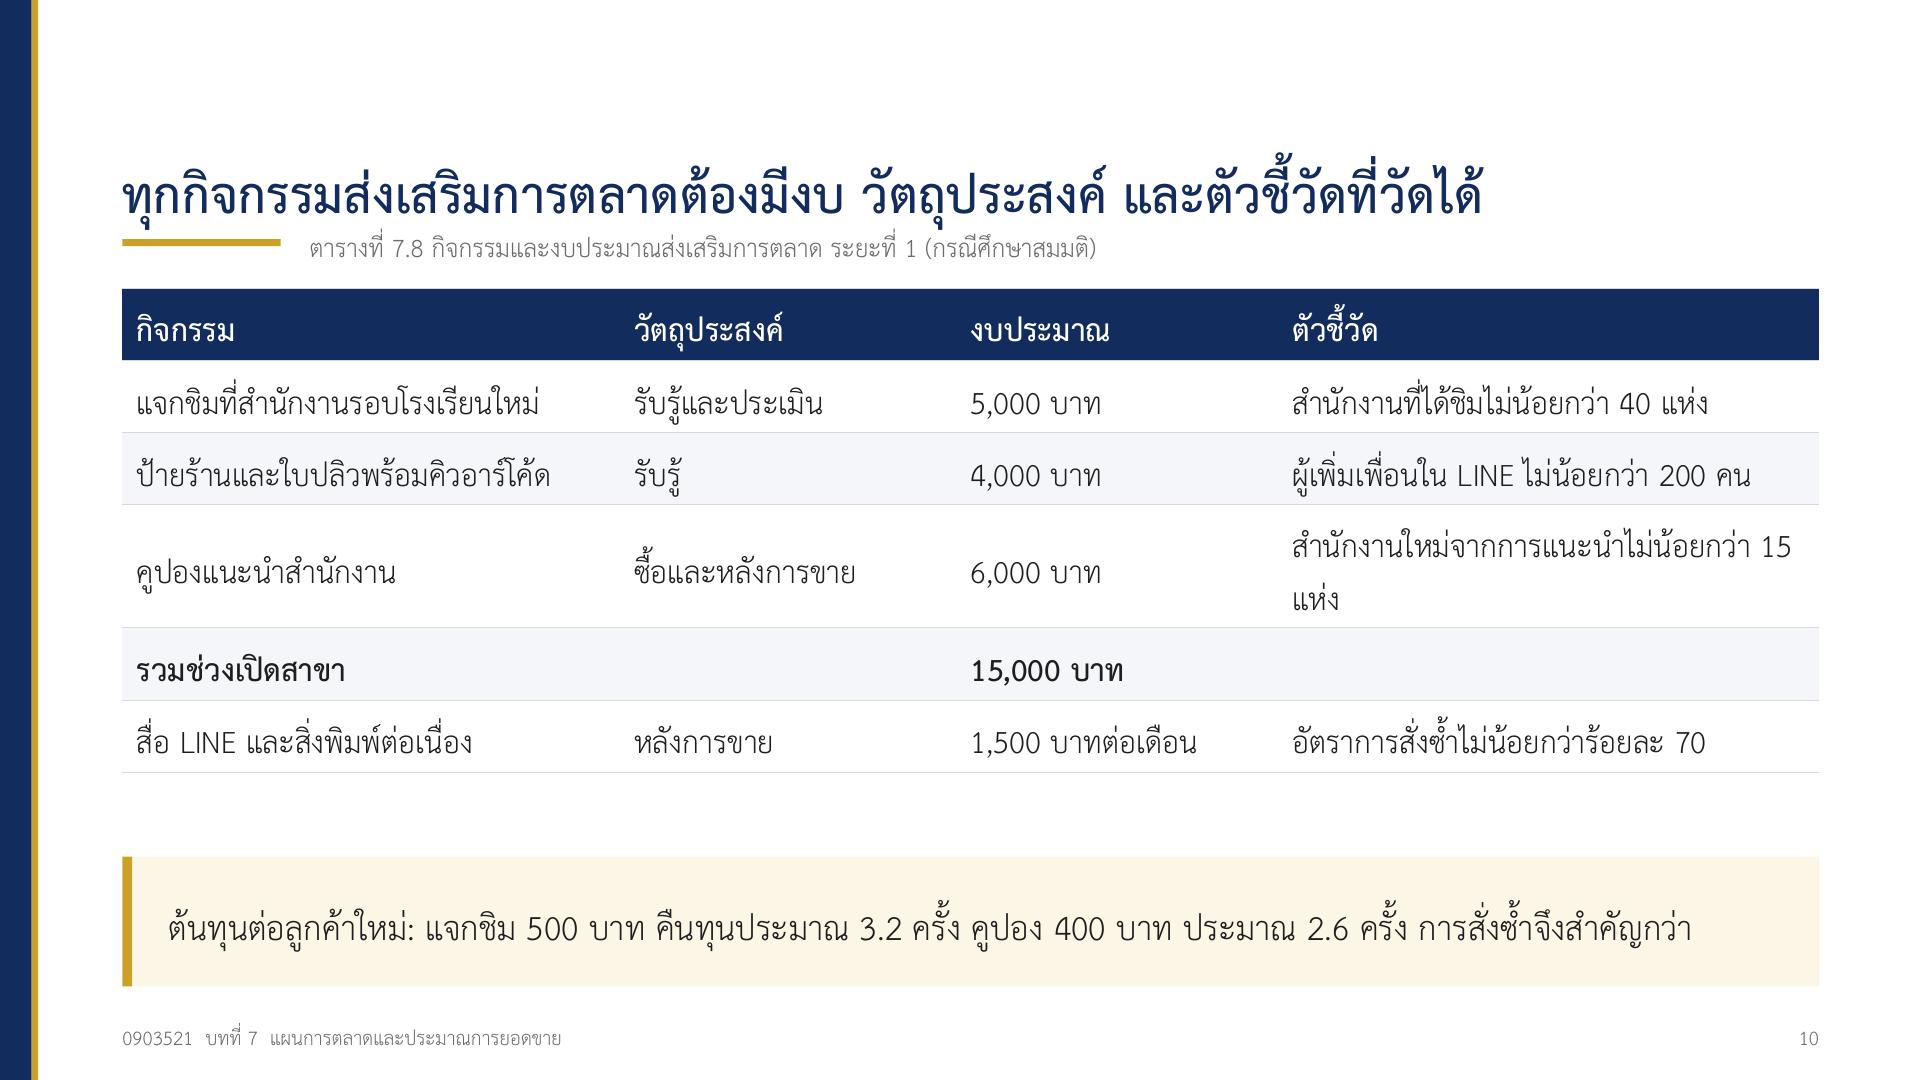 ทุกกิจกรรมส่งเสริมการตลาดต้องมีงบ วัตถุประสงค์ และตัวชี้วัดที่วัดได้
ตารางที่ 7.8 กิจกรรมและงบประมาณส่งเสริมการตลาด ระยะที่ 1 (กรณีศึกษาสมมติ)
กิจกรรม วัตถุประสงค์ งบประมาณ ตัวชี้วัด
แจกชิมที่สำนักงานรอบโรงเรียนใหม่ รับรู้และประเมิน 5,000 บาท สำนักงานที่ได้ชิมไม่น้อยกว่า 40 แห่ง
ป้ายร้านและใบปลิวพร้อมคิวอาร์โค้ด รับรู้ 4,000 บาท ผู้เพิ่มเพื่อนใน LINE ไม่น้อยกว่า 200 คน
คูปองแนะนำสำนักงาน ซื้อและหลังการขาย 6,000 บาท สำนักงานใหม่จากการแนะนำไม่น้อยกว่า 15
แห่ง
รวมช่วงเปิดสาขา 15,000 บาท
สื่อ LINE และสิ่งพิมพ์ต่อเนื่อง หลังการขาย 1,500 บาทต่อเดือน อัตราการสั่งซ้ำไม่น้อยกว่าร้อยละ 70
ต้นทุนต่อลูกค้าใหม่: แจกชิม 500 บาท คืนทุนประมาณ 3.2 ครั้ง คูปอง 400 บาท ประมาณ 2.6 ครั้ง การสั่งซ้ำจึงสำคัญกว่า
0903521 บทที่ 7 แผนการตลาดและประมาณการยอดขาย
10